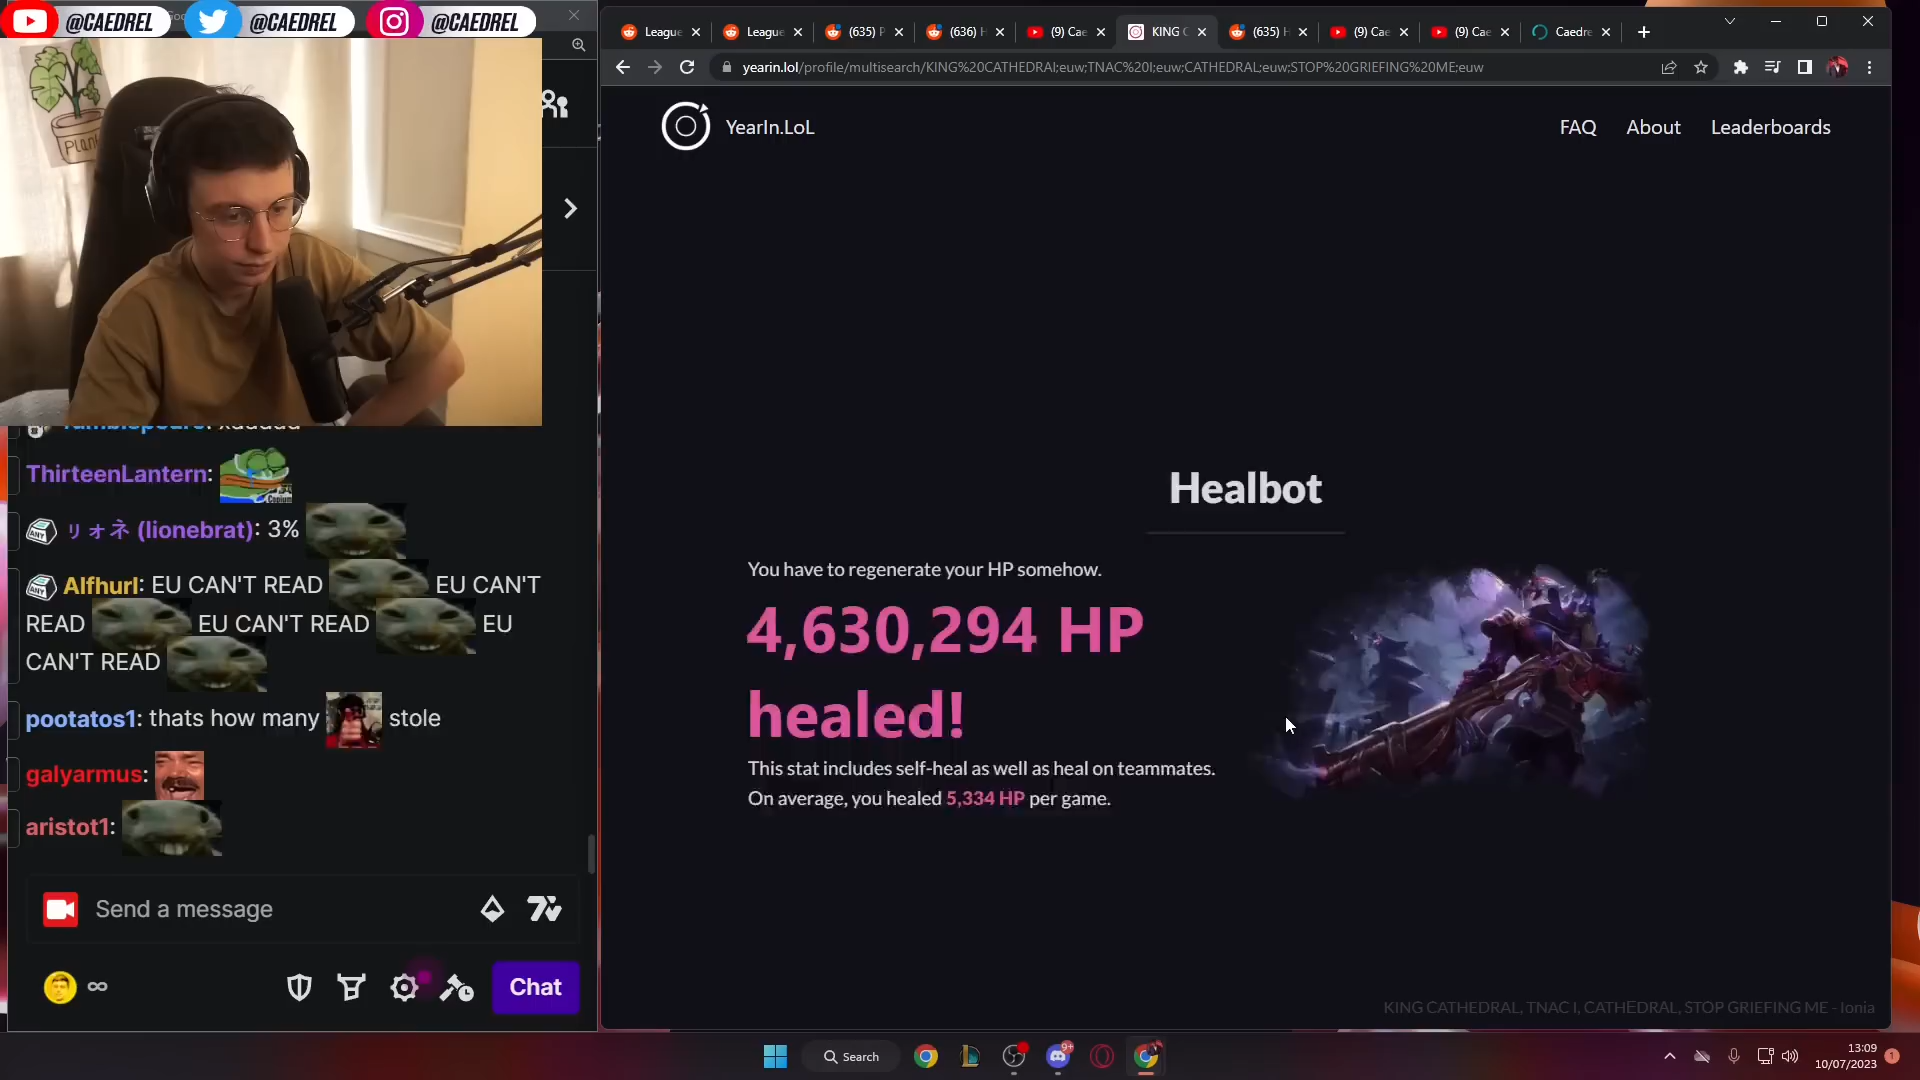 @CAEDREL @CAEDREL @CAEDREL
League (635) P (636) H (9) Cae KING C (635) H (9) Cae (9) Cae Caedre
yearin.lol/profile/multisearch/KING%20CATHEDRAl;euw;TNAC%20I;euw;CATHEDRAL;euw;STOP%20GRIEFING%20ME;euw
YearIn.LoL
FAQ About Leaderboards
PLANT
ThirteenLantern:
リォネ (lionebrat): 3%
Alfhurl: EU CAN'T READ EU CAN'T
READ EU CAN'T READ EU
CAN'T READ
pootatos1: thats how many stole
galyarmus:
aristot1:
Send a message
∞
Chat
Healbot
You have to regenerate your HP somehow.
4,630,294 HP
healed!
This stat includes self-heal as well as heal on teammates.
On average, you healed 5,334 HP per game.
KING CATHEDRAL, TNAC I, CATHEDRAL, STOP GRIEFING ME - Ionia
Search
9+
13:09
10/07/2023
1